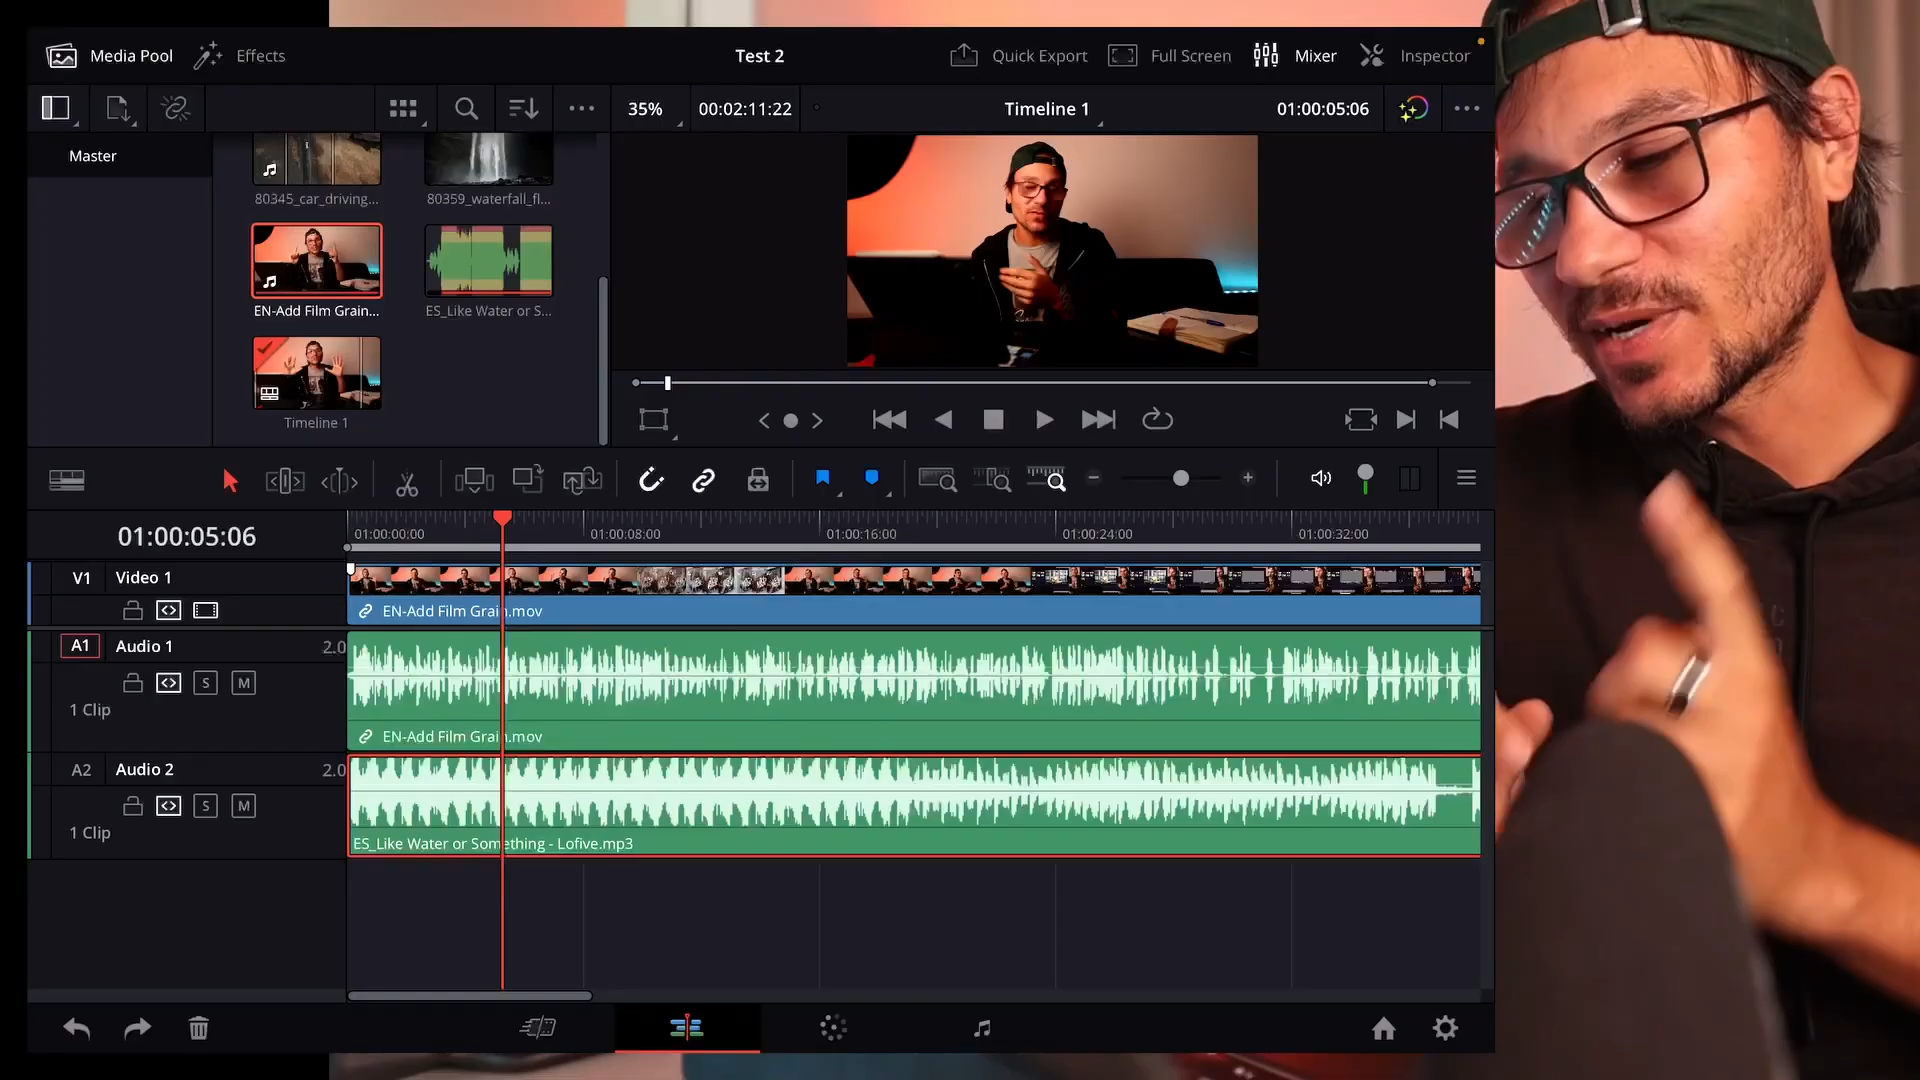 Media Pool
Effects
Test 2
Quick Export
Full Screen
Mixer
Inspector
35%
00:02:11:22
Timeline 1
01:00:05:06
Master
80345_car_driving...
80359_waterfall_fl...
EN-Add Film Grain...
ES_Like Water or S...
Timeline 1
01:00:05:06
01:00:00:00
01:00:08:00
01:00:16:00
01:00:24:00
01:00:32:00
V1
Video 1
EN-Add Film Grain.mov
A1
Audio 1
2.0
S
M
1 Clip
EN-Add Film Grain.mov
A2
Audio 2
2.0
S
M
1 Clip
ES_Like Water or Something - Lofive.mp3